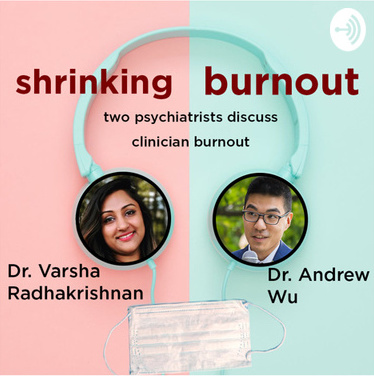 shrinking burnout
two psychiatrists discuss
clinician burnout
Dr. Varsha
Radhakrishnan
Dr. Andrew
Wu